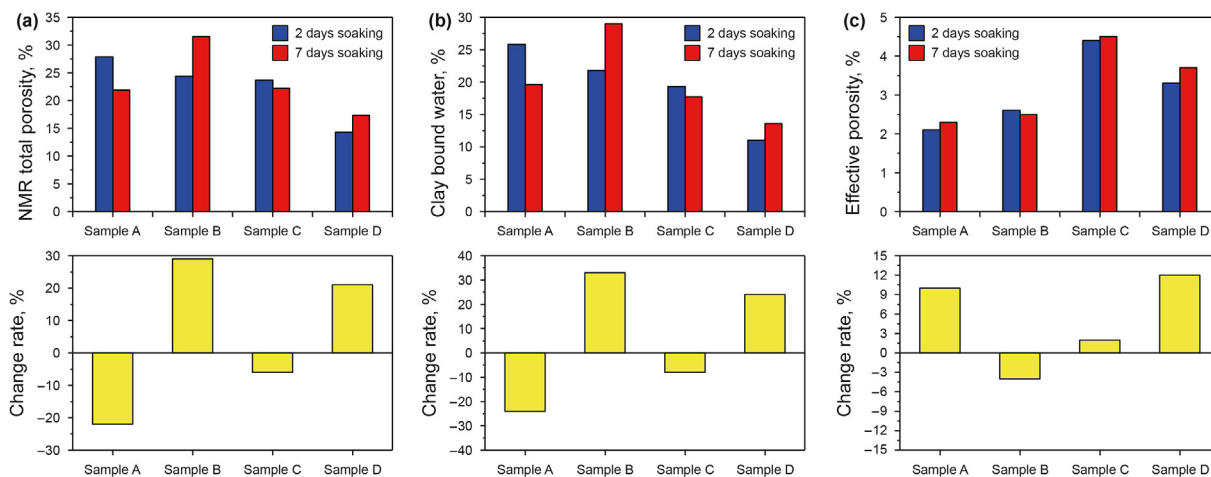 (a)
NMR total porosity, %
35
30
25
20
15
10
5
0
2 days soaking
7 days soaking
Sample A Sample B Sample C Sample D
Change rate, %
30
20
10
0
–10
–20
–30
Sample A Sample B Sample C Sample D
(b)
Clay bound water, %
30
25
20
15
10
5
0
2 days soaking
7 days soaking
Sample A Sample B Sample C Sample D
Change rate, %
40
30
20
10
0
–10
–20
–30
–40
Sample A Sample B Sample C Sample D
(c)
Effective porosity, %
5
4
3
2
1
0
2 days soaking
7 days soaking
Sample A Sample B Sample C Sample D
Change rate, %
15
12
9
6
3
0
–3
–6
–9
–12
–15
Sample A Sample B Sample C Sample D